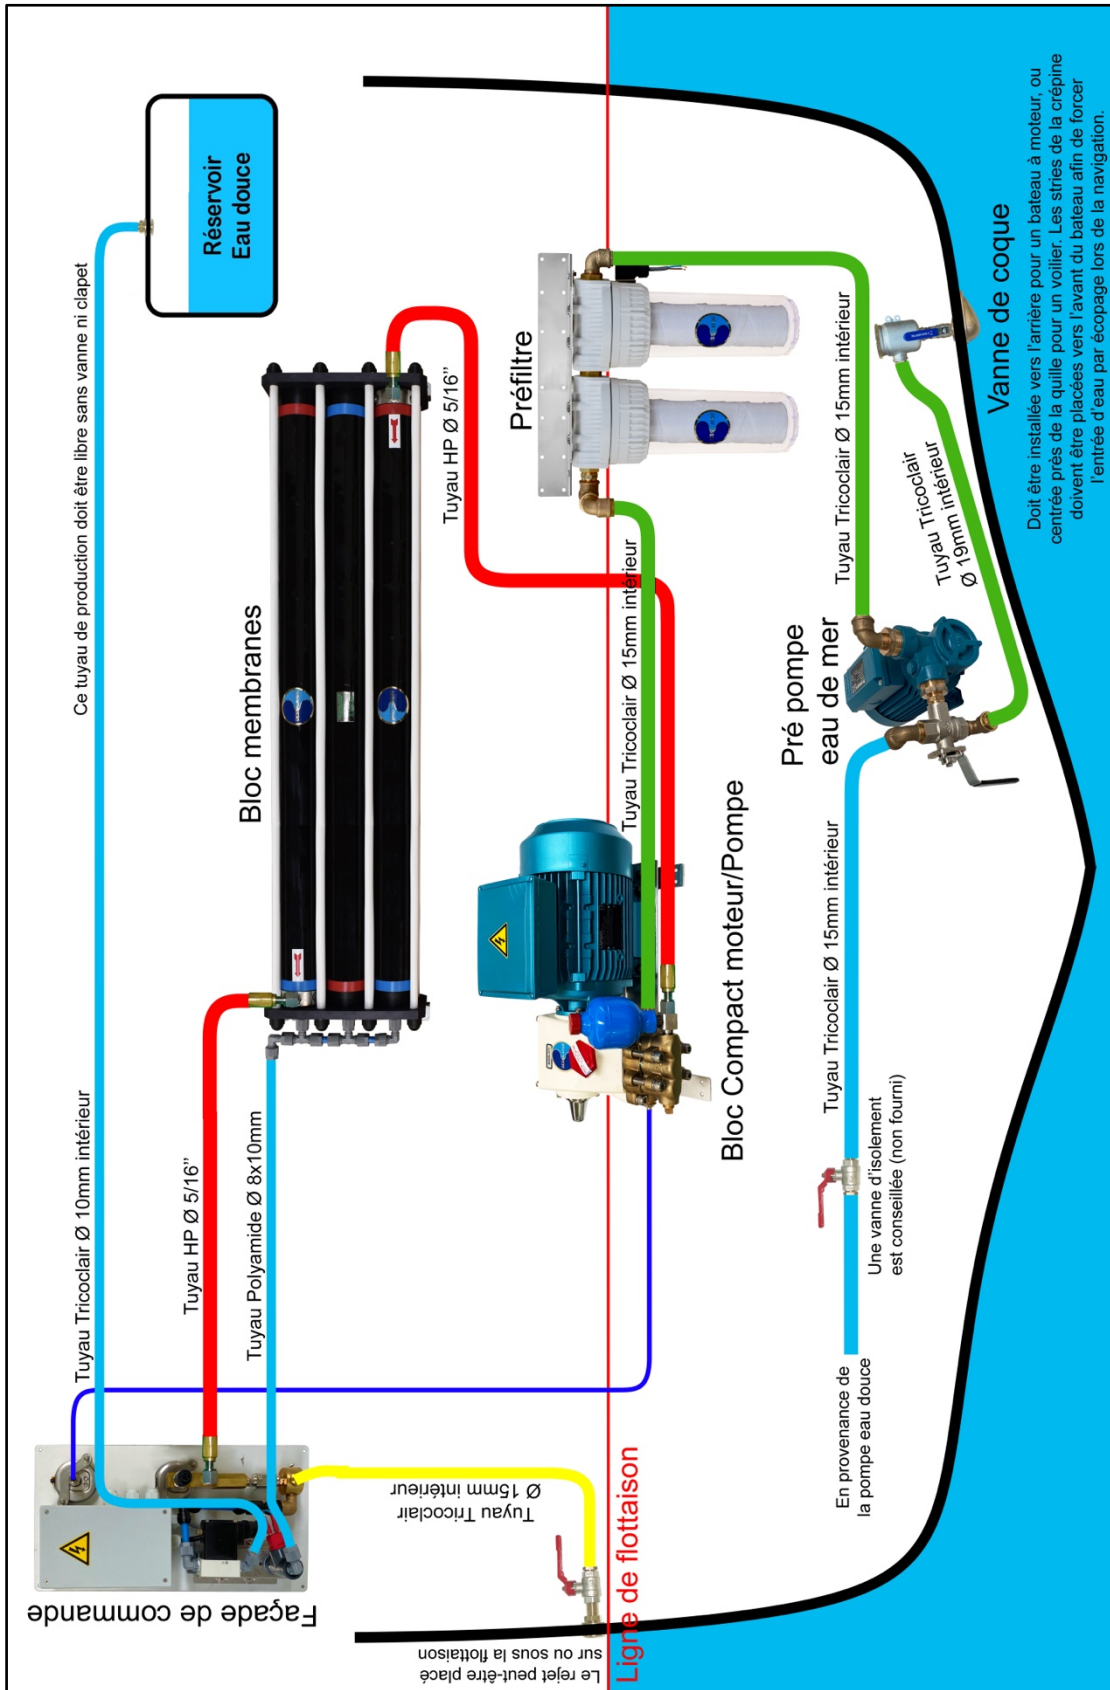 Façade de commande
Tuyau Tricoclair Ø 10mm intérieur
Ce tuyau de production doit être libre sans vanne ni clapet
Réservoir
Eau douce
Tuyau HP Ø 5/16’’
Tuyau Polyamide Ø 8x10mm
Bloc membranes
Tuyau HP Ø 5/16’’
Préfiltre
Tuyau Tricoclair
Ø 15mm intérieur
Le rejet peut-être placé
sur ou sous la flottaison
Ligne de flottaison
Bloc Compact moteur/Pompe
Tuyau Tricoclair Ø 15mm intérieur
Tuyau Tricoclair Ø 15mm intérieur
Pré pompe
eau de mer
Tuyau Tricoclair Ø 15mm intérieur
Une vanne d’isolement
est conseillée (non fourni)
En provenance de
la pompe eau douce
Tuyau Tricoclair
Ø 19mm intérieur
Vanne de coque
Doit être installée vers l’arrière pour un bateau à moteur, ou
centrée près de la quille pour un voilier. Les stries de la crépine
doivent être placées vers l’avant du bateau afin de forcer
l’entrée d’eau par écopage lors de la navigation.